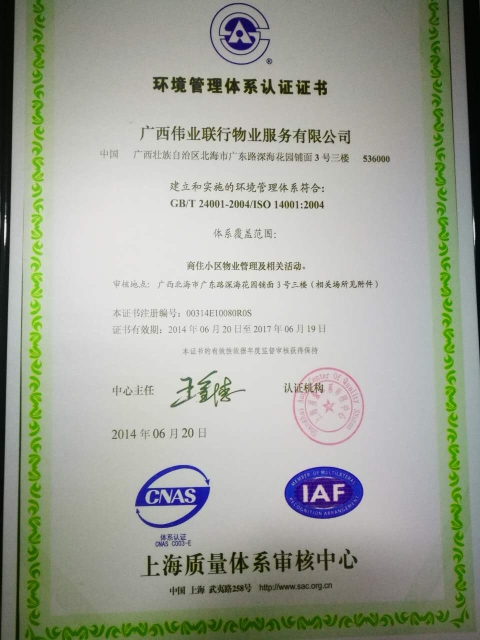 ®
环境管理体系认证证书
广西伟业联行物业服务有限公司
中国 广西壮族自治区北海市广东路深海花园铺面3号三楼 536000
建立和实施的环境管理体系符合:
GB/T 24001-2004/ISO 14001:2004
体系覆盖范围:
商住小区物业管理及相关活动。
审核地点: 广西北海市广东路深海花园铺面3号三楼(相关场所见附件)
本证书注册编号: 00314E10080R0S
证书有效期: 2014年06月20日至2017年06月19日
本证书的有效性依据年度监督审核获得保持
中心主任
认证机构
2014年06月20日
CNAS
体系认证
CNAS C003-E
MEMBER OF MULTILATERAL
IAF
RECOGNITION ARRANGEMENT
上海质量体系审核中心
中国 上海 武夷路258号 http://www.sac.org.cn